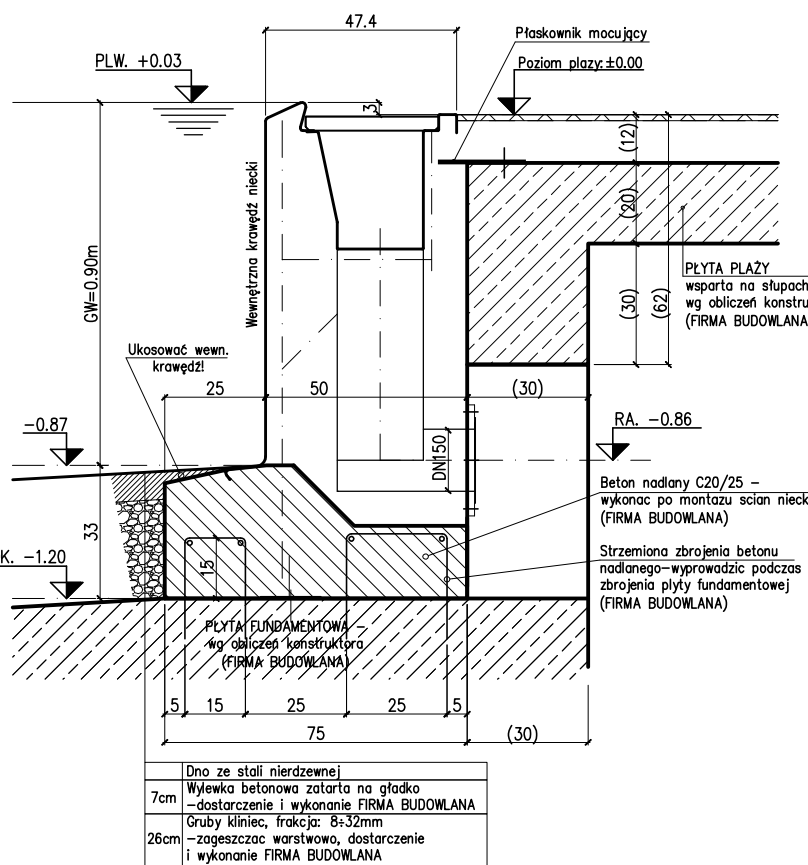 47.4
Płaskownik mocujący
PLW. +0.03
Poziom plazy:±0.00
3
(12)
(20)
(30)
(62)
GW=0.90m
Wewnętrzna krawędź niecki
PŁYTA PLAŻY
wsparta na słupach
wg obliczeń konstru
(FIRMA BUDOWLANA
Ukosować wewn.
krawędź!
25
50
(30)
-0.87
RA. -0.86
DN150
33
Beton nadlany C20/25 -
wykonac po montazu scian nieck
(FIRMA BUDOWLANA)
15
K. -1.20
Strzemiona zbrojenia betonu
nadlanego-wyprowadzic podczas
zbrojenia plyty fundamentowej
(FIRMA BUDOWLANA)
PŁYTA FUNDAMENTOWA -
wg obliczeń konstruktora
(FIRMA BUDOWLANA)
5
15
25
25
5
75
(30)
Dno ze stali nierdzewnej
7cm
Wylewka betonowa zatarta na gładko
-dostarczenie i wykonanie FIRMA BUDOWLANA
26cm
Gruby kliniec, frakcja: 8÷32mm
-zageszczac warstwowo, dostarczenie
i wykonanie FIRMA BUDOWLANA